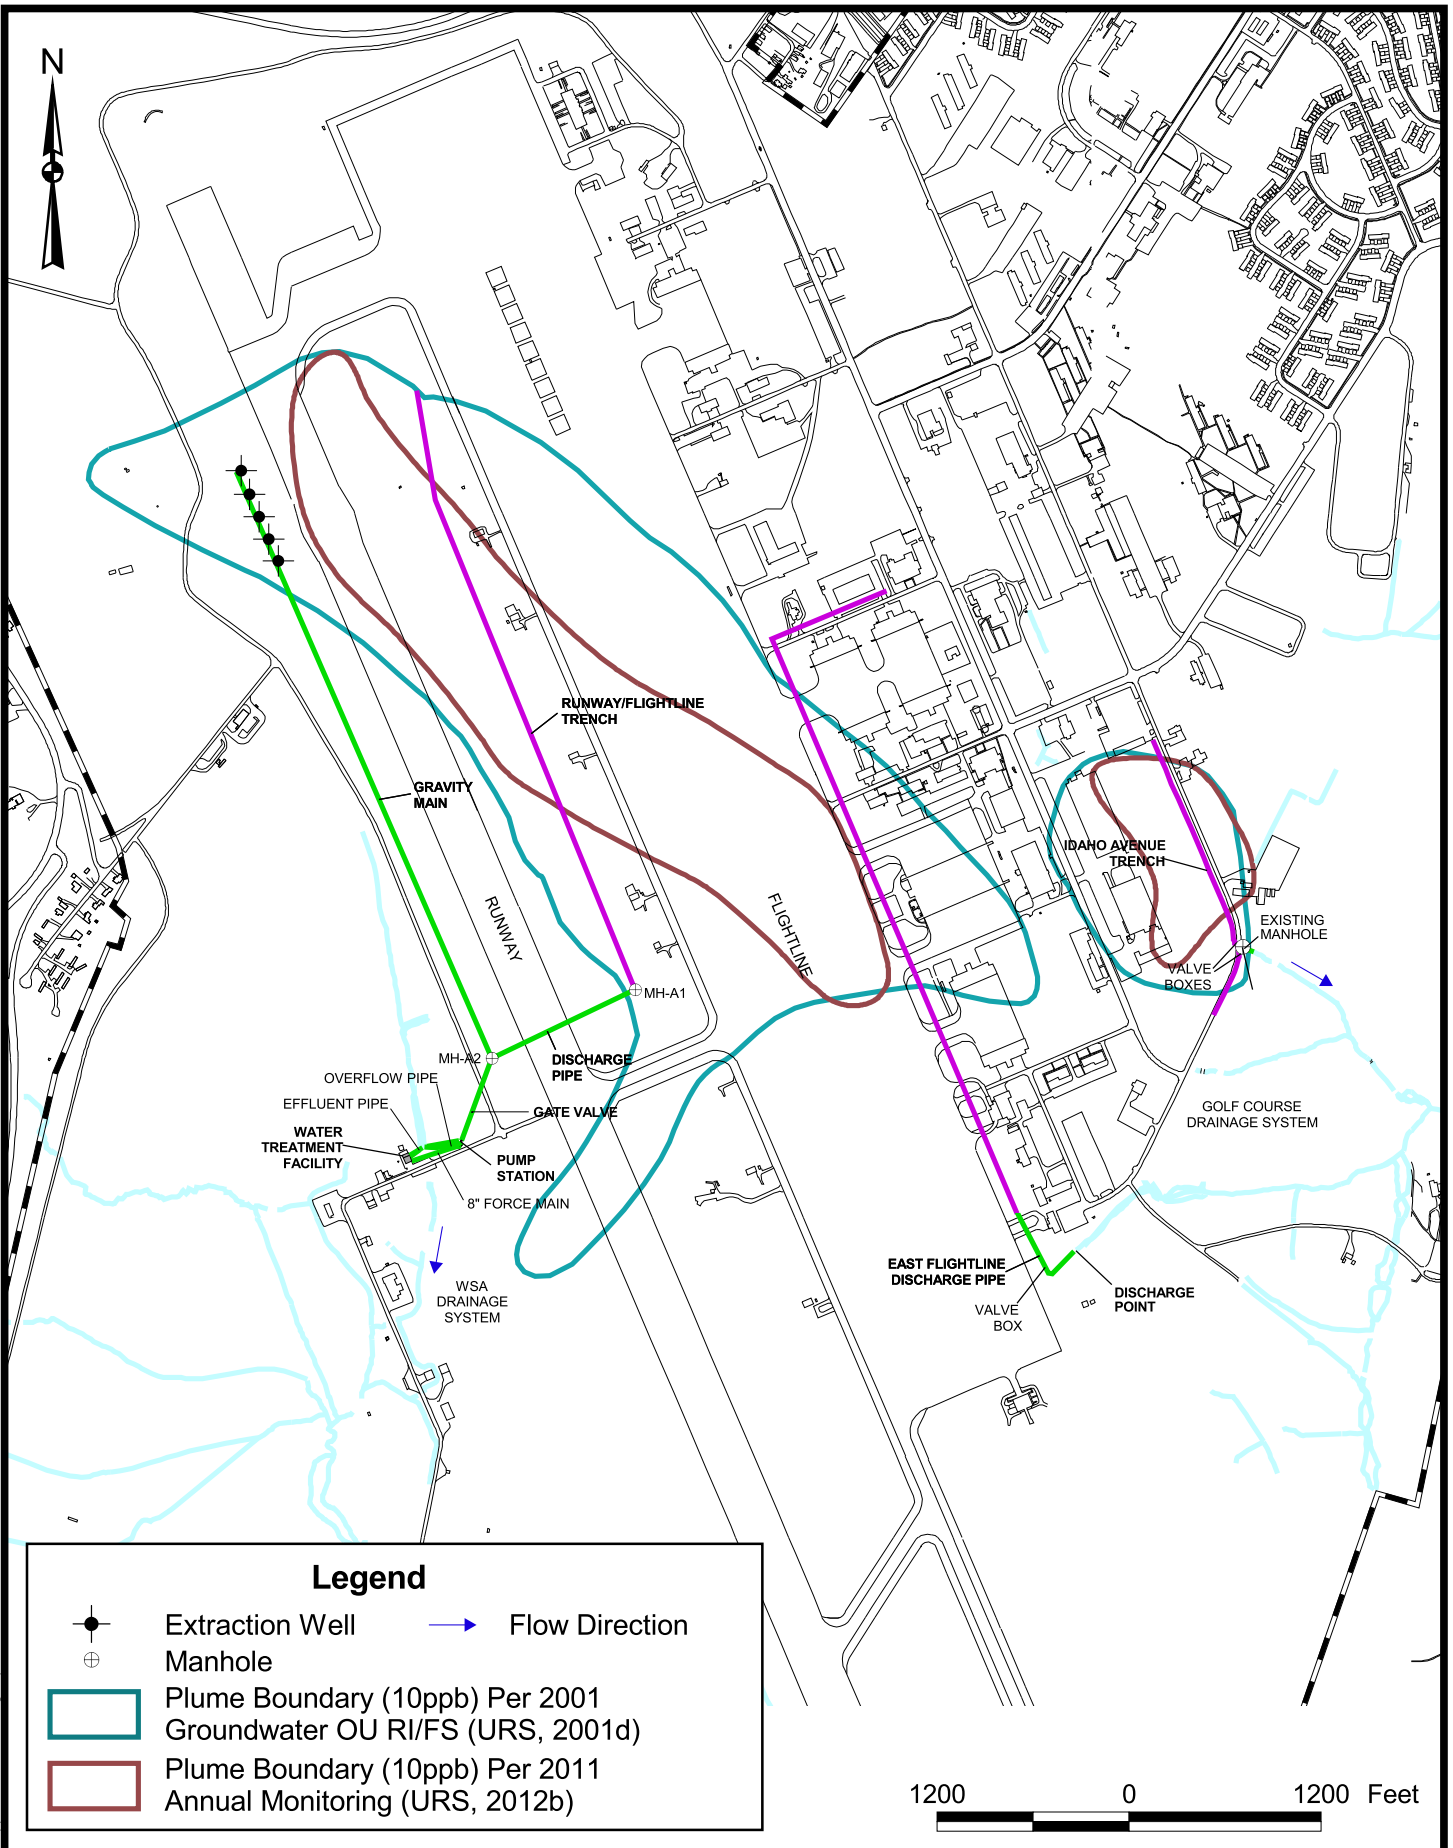 N
RUNWAY/FLIGHTLINE
TRENCH
GRAVITY
MAIN
RUNWAY
FLIGHTLINE
IDAHO AVENUE
TRENCH
EXISTING
MANHOLE
VALVE
BOXES
MH-A1
MH-A2
DISCHARGE
PIPE
OVERFLOW PIPE
EFFLUENT PIPE
GATE VALVE
WATER
TREATMENT
FACILITY
PUMP
STATION
8" FORCE MAIN
GOLF COURSE
DRAINAGE SYSTEM
WSA
DRAINAGE
SYSTEM
EAST FLIGHTLINE
DISCHARGE PIPE
VALVE
BOX
DISCHARGE
POINT
Legend
Extraction Well
Flow Direction
Manhole
Plume Boundary (10ppb) Per 2001
Groundwater OU RI/FS (URS, 2001d)
Plume Boundary (10ppb) Per 2011
Annual Monitoring (URS, 2012b)
1200 0 1200 Feet